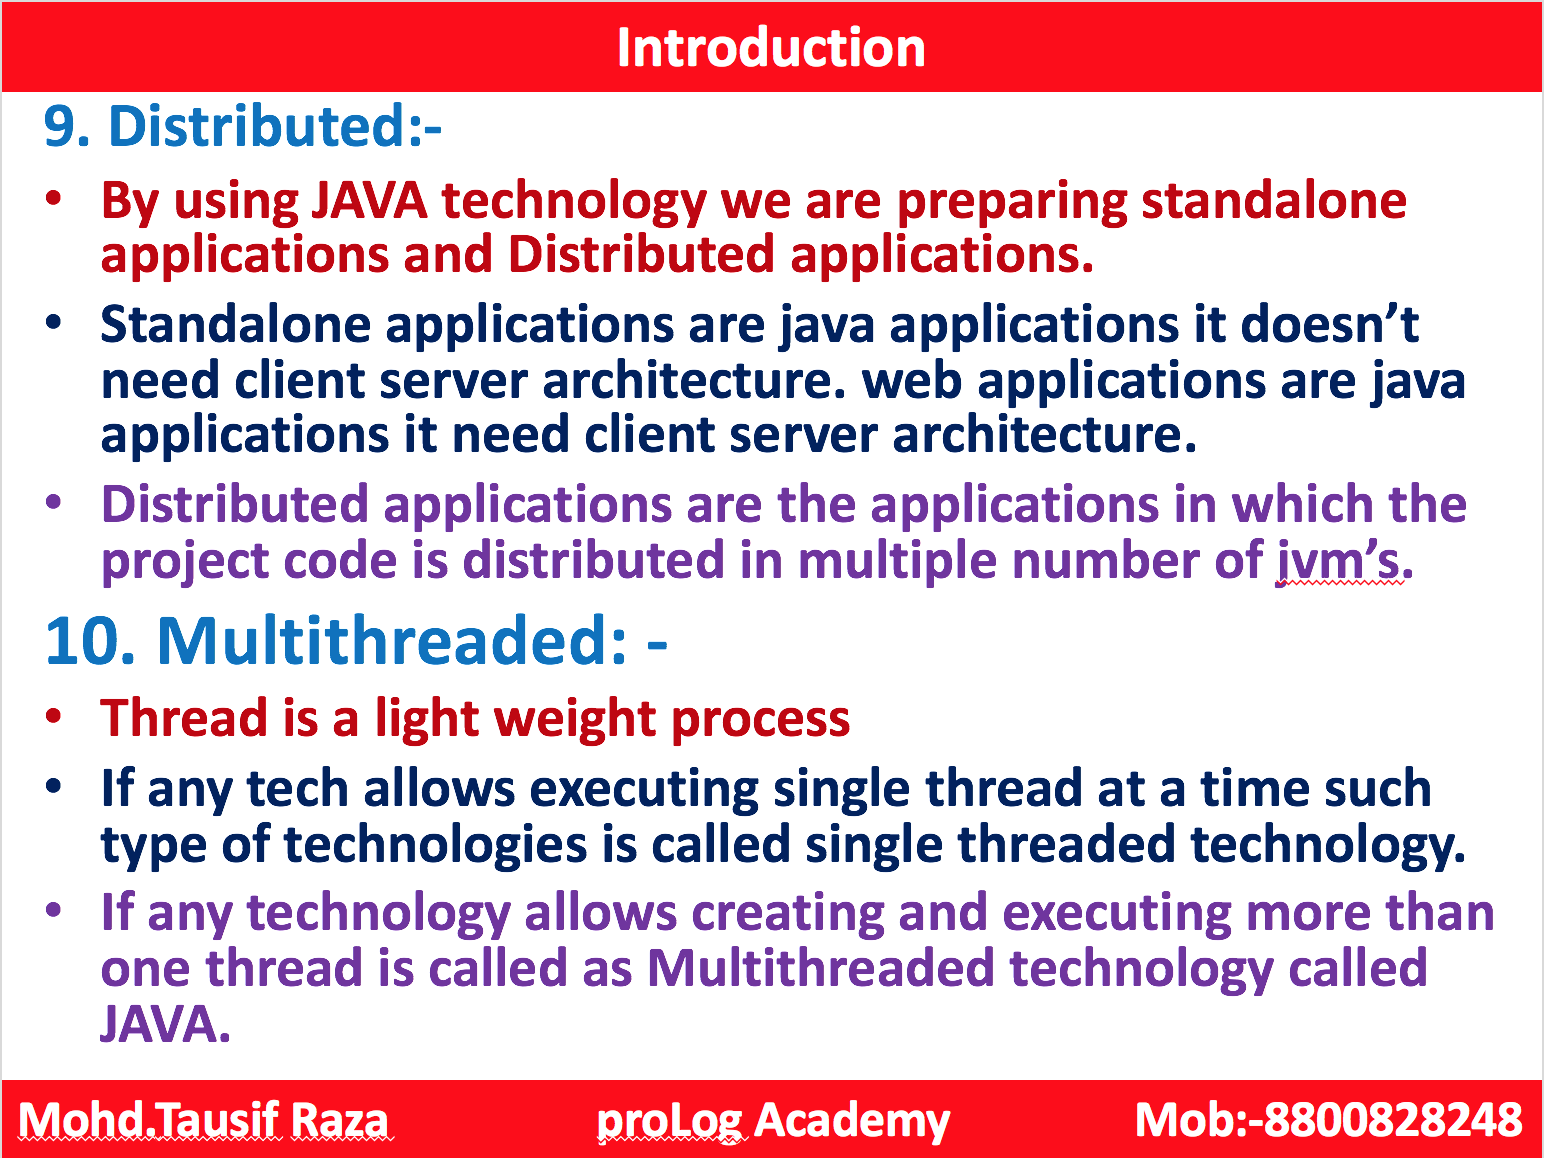 Introduction
9. Distributed:-
• By using JAVA technology we are preparing standalone
applications and Distributed applications.
• Standalone applications are java applications it doesn’t
need client server architecture. web applications are java
applications it need client server architecture.
• Distributed applications are the applications in which the
project code is distributed in multiple number of jvm’s.
10. Multithreaded: -
• Thread is a light weight process
• If any tech allows executing single thread at a time such
type of technologies is called single threaded technology.
• If any technology allows creating and executing more than
one thread is called as Multithreaded technology called
JAVA.
Mohd.Tausif Raza proLog Academy Mob:-8800828248